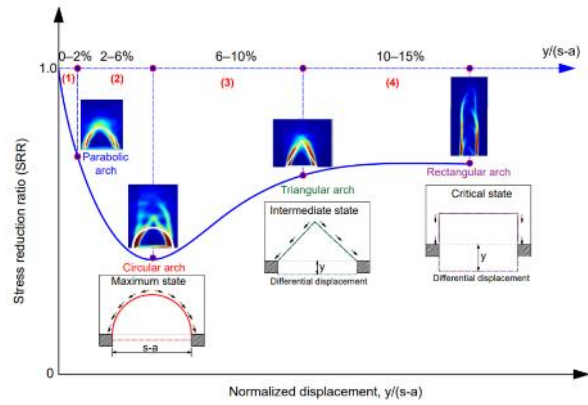 0–2%
2–6%
6–10%
10–15%
y/(s-a)
1.0
(1)
(2)
(3)
(4)
Parabolic
arch
Triangular arch
Rectangular arch
Intermediate state
y
Differential displacement
Critical state
y
Differential displacement
Circular arch
Maximum state
s-a
0
Stress reduction ratio (SRR)
Normalized displacement, y/(s-a)